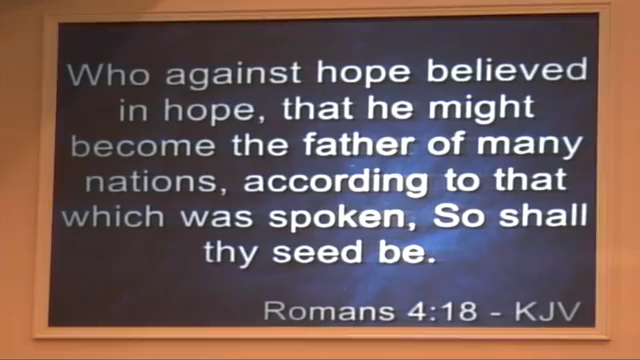 Who against hope believed
in hope, that he might
become the father of many
nations, according to that
which was spoken, So shall
thy seed be.
Romans 4:18 - KJV